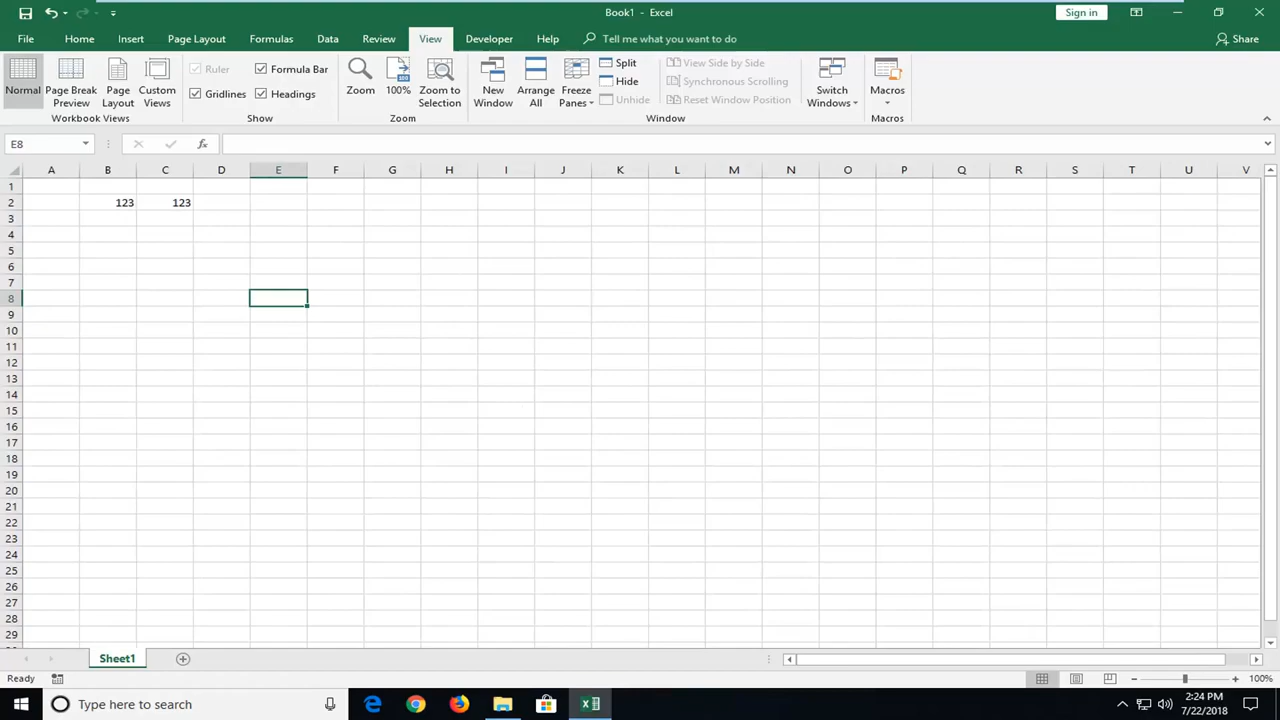 Book1 - Excel
Sign in
File Home Insert Page Layout Formulas Data Review View Developer Help Tell me what you want to do Share
Normal
Page Break Preview
Page Layout
Custom Views
Workbook Views
Ruler
Formula Bar
Gridlines
Headings
Show
Zoom
100%
Zoom to Selection
Zoom
New Window
Arrange All
Freeze Panes
Split
Hide
Unhide
View Side by Side
Synchronous Scrolling
Reset Window Position
Window
Switch Windows
Macros
Macros
E8
fx
A B C D E F G H I J K L M N O P Q R S T U V
1
2 123 123
3
4
5
6
7
8
9
10
11
12
13
14
15
16
17
18
19
20
21
22
23
24
25
26
27
28
29
Sheet1
Ready
100%
Type here to search
2:24 PM
7/22/2018